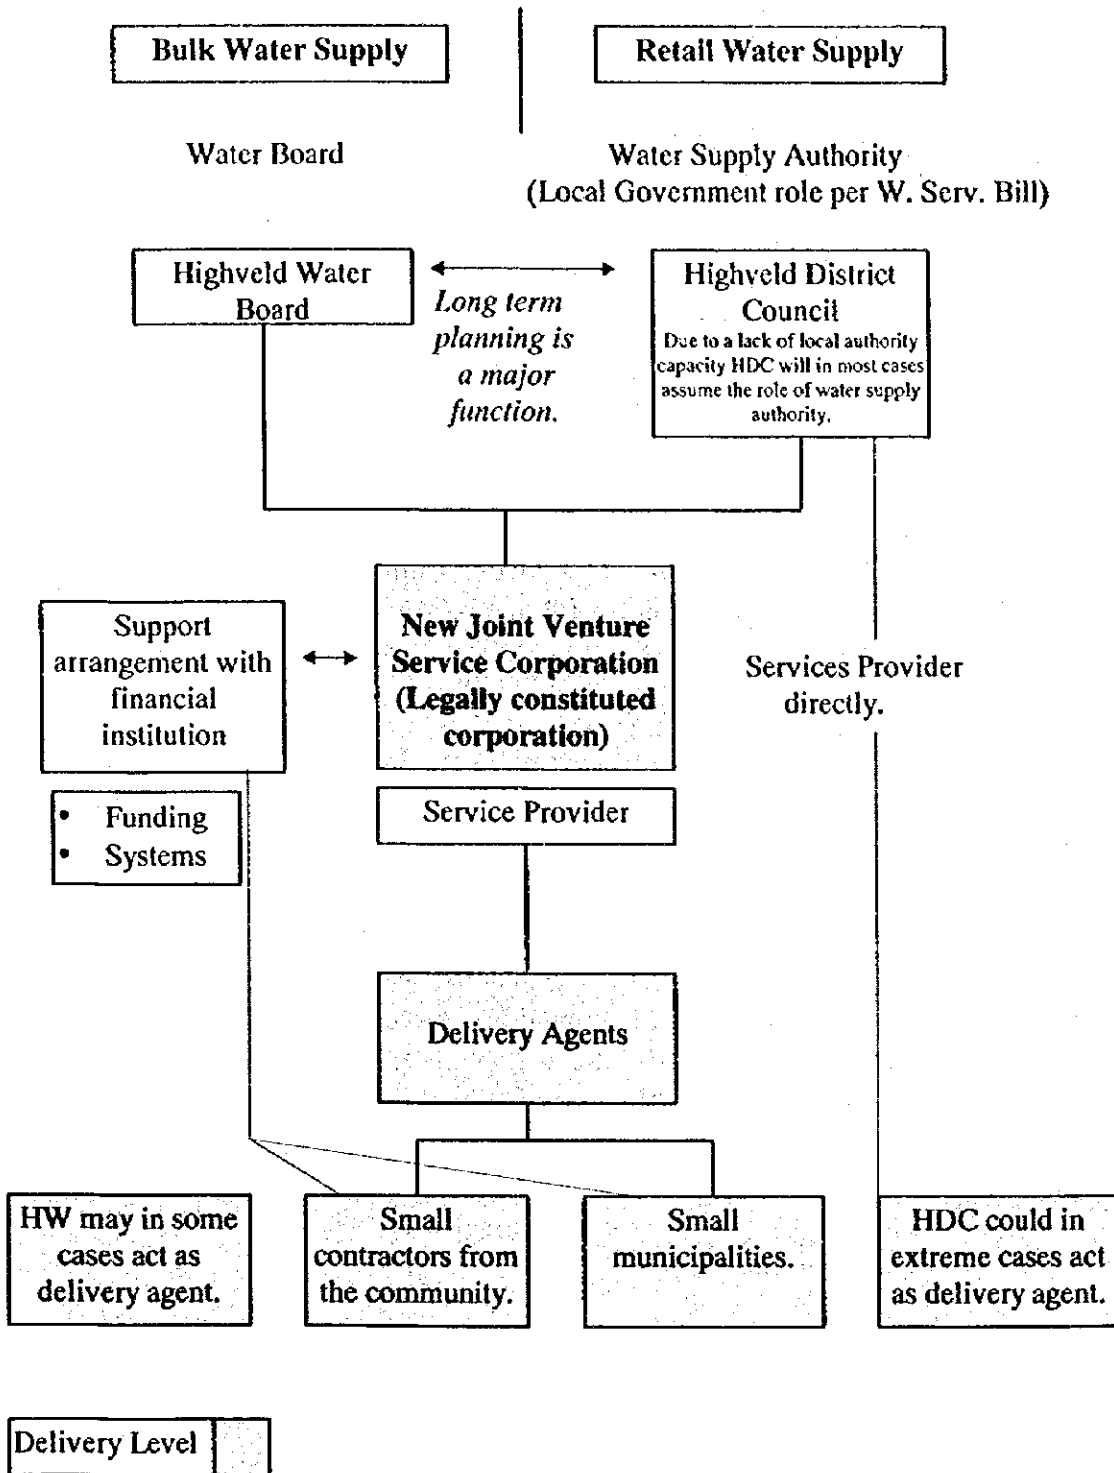 Bulk Water Supply
Retail Water Supply
Water Board
Water Supply Authority
(Local Government role per W. Serv. Bill)
Highveld Water
Board
Long term
planning is
a major
function.
Highveld District
Council
Due to a lack of local authority
capacity HDC will in most cases
assume the role of water supply
authority.
Support
arrangement with
financial
institution
New Joint Venture
Service Corporation
(Legally constituted
corporation)
Services Provider
directly.
• Funding
• Systems
Service Provider
Delivery Agents
HW may in some
cases act as
delivery agent.
Small
contractors from
the community.
Small
municipalities.
HDC could in
extreme cases act
as delivery agent.
Delivery Level